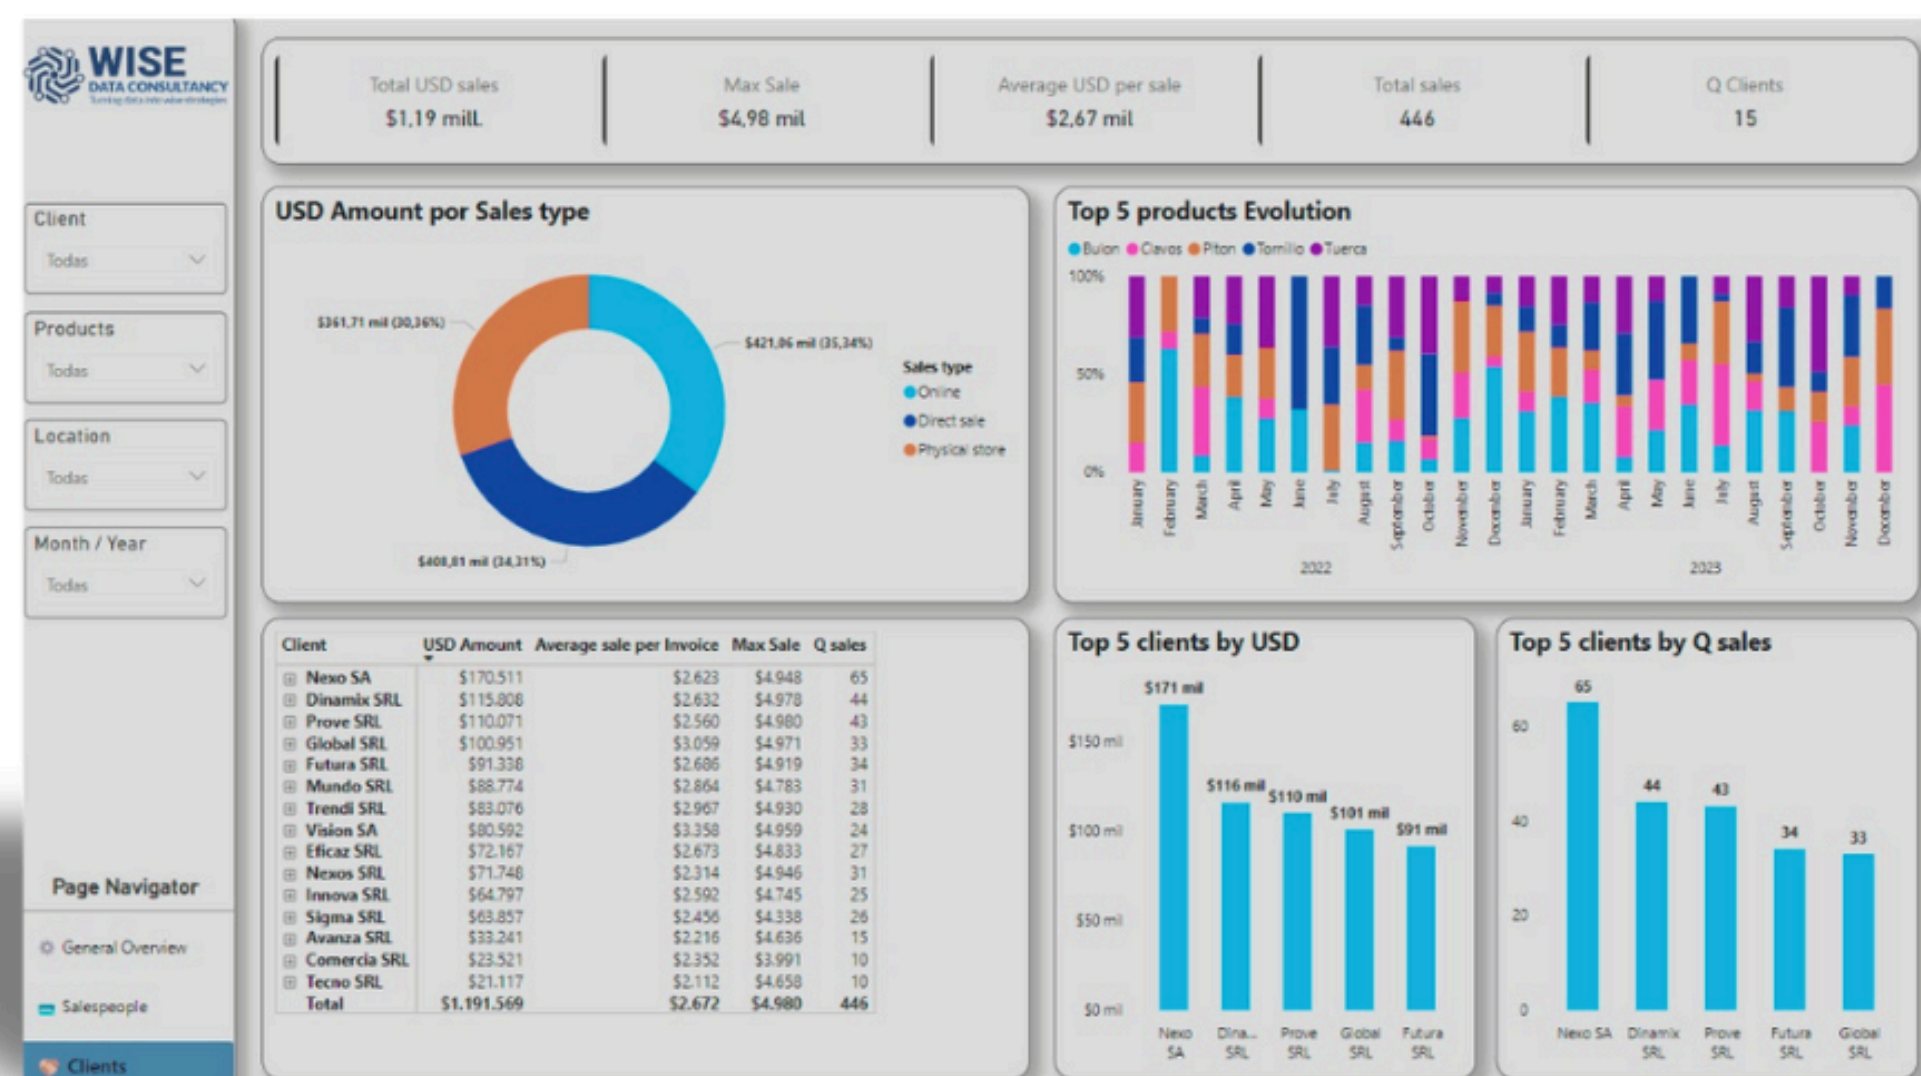 WISE
DATA CONSULTANCY
Turning data into wise strategies
Total USD sales
$1,19 mill.
Max Sale
$4,98 mil
Average USD per sale
$2,67 mil
Total sales
446
Q Clients
15
Client
Todas
Products
Todas
Location
Todas
Month / Year
Todas
Page Navigator
General Overview
Salespeople
Clients
USD Amount por Sales type
$361,71 mil (30,36%)
$421,06 mil (35,34%)
$408,81 mil (34,31%)
Sales type
Online
Direct sale
Physical store
Top 5 products Evolution
Bulon Clavos Piton Tornillo Tuerca
100%
50%
0%
January February March April May June July August September October November December January February March April May June July August September October November December
2022 2023
Client USD Amount Average sale per Invoice Max Sale Q sales
Nexo SA $170.511 $2.623 $4.948 65
Dinamix SRL $115.808 $2.632 $4.978 44
Prove SRL $110.071 $2.560 $4.980 43
Global SRL $100.951 $3.059 $4.971 33
Futura SRL $91.338 $2.686 $4.919 34
Mundo SRL $88.774 $2.864 $4.783 31
Trendi SRL $83.076 $2.967 $4.930 28
Vision SA $80.592 $3.358 $4.959 24
Eficaz SRL $72.167 $2.673 $4.833 27
Nexos SRL $71.748 $2.314 $4.946 31
Innova SRL $64.797 $2.592 $4.745 25
Sigma SRL $63.857 $2.456 $4.338 26
Avanza SRL $33.241 $2.216 $4.636 15
Comercia SRL $23.521 $2.352 $3.991 10
Tecno SRL $21.117 $2.112 $4.658 10
Total $1.191.569 $2.672 $4.980 446
Top 5 clients by USD
$171 mil
$150 mil
$116 mil
$110 mil
$101 mil
$91 mil
$100 mil
$50 mil
$0 mil
Nexo Dina... Prove Global Futura
SA SRL SRL SRL SRL
Top 5 clients by Q sales
65
60
44
43
40
34
33
20
0
Nexo SA Dinamix Prove Futura Global
SRL SRL SRL SRL